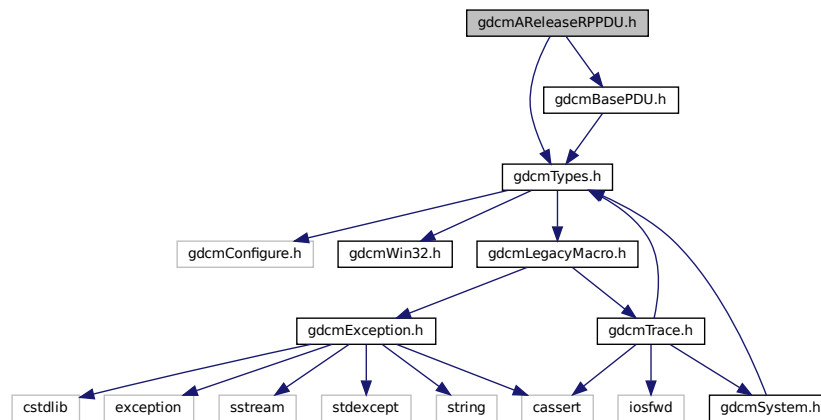 gdcmAReleaseRPPDU.h
gdcmBasePDU.h
gdcmTypes.h
gdcmConfigure.h
gdcmWin32.h
gdcmLegacyMacro.h
gdcmException.h
gdcmTrace.h
cstdlib
exception
sstream
stdexcept
string
cassert
iosfwd
gdcmSystem.h